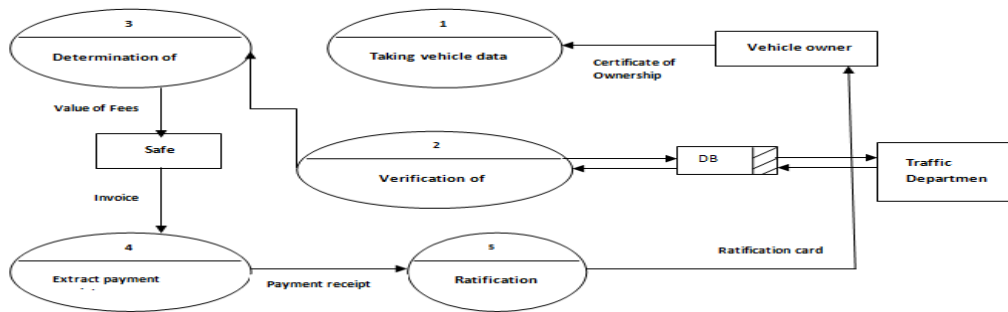 3
Determination of
1
Taking vehicle data
Vehicle owner
Certificate of
Ownership
Value of Fees
Safe
2
Verification of
DB
Traffic
Departmen
Invoice
4
Extract payment
5
Ratification
Ratification card
Payment receipt